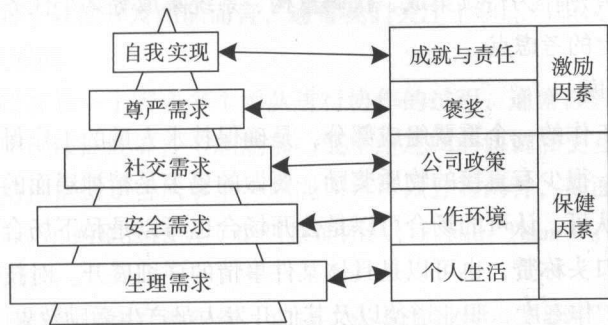 自我实现
成就与责任
激励
因素
尊严需求
褒奖
社交需求
公司政策
安全需求
工作环境
保健
因素
生理需求
个人生活